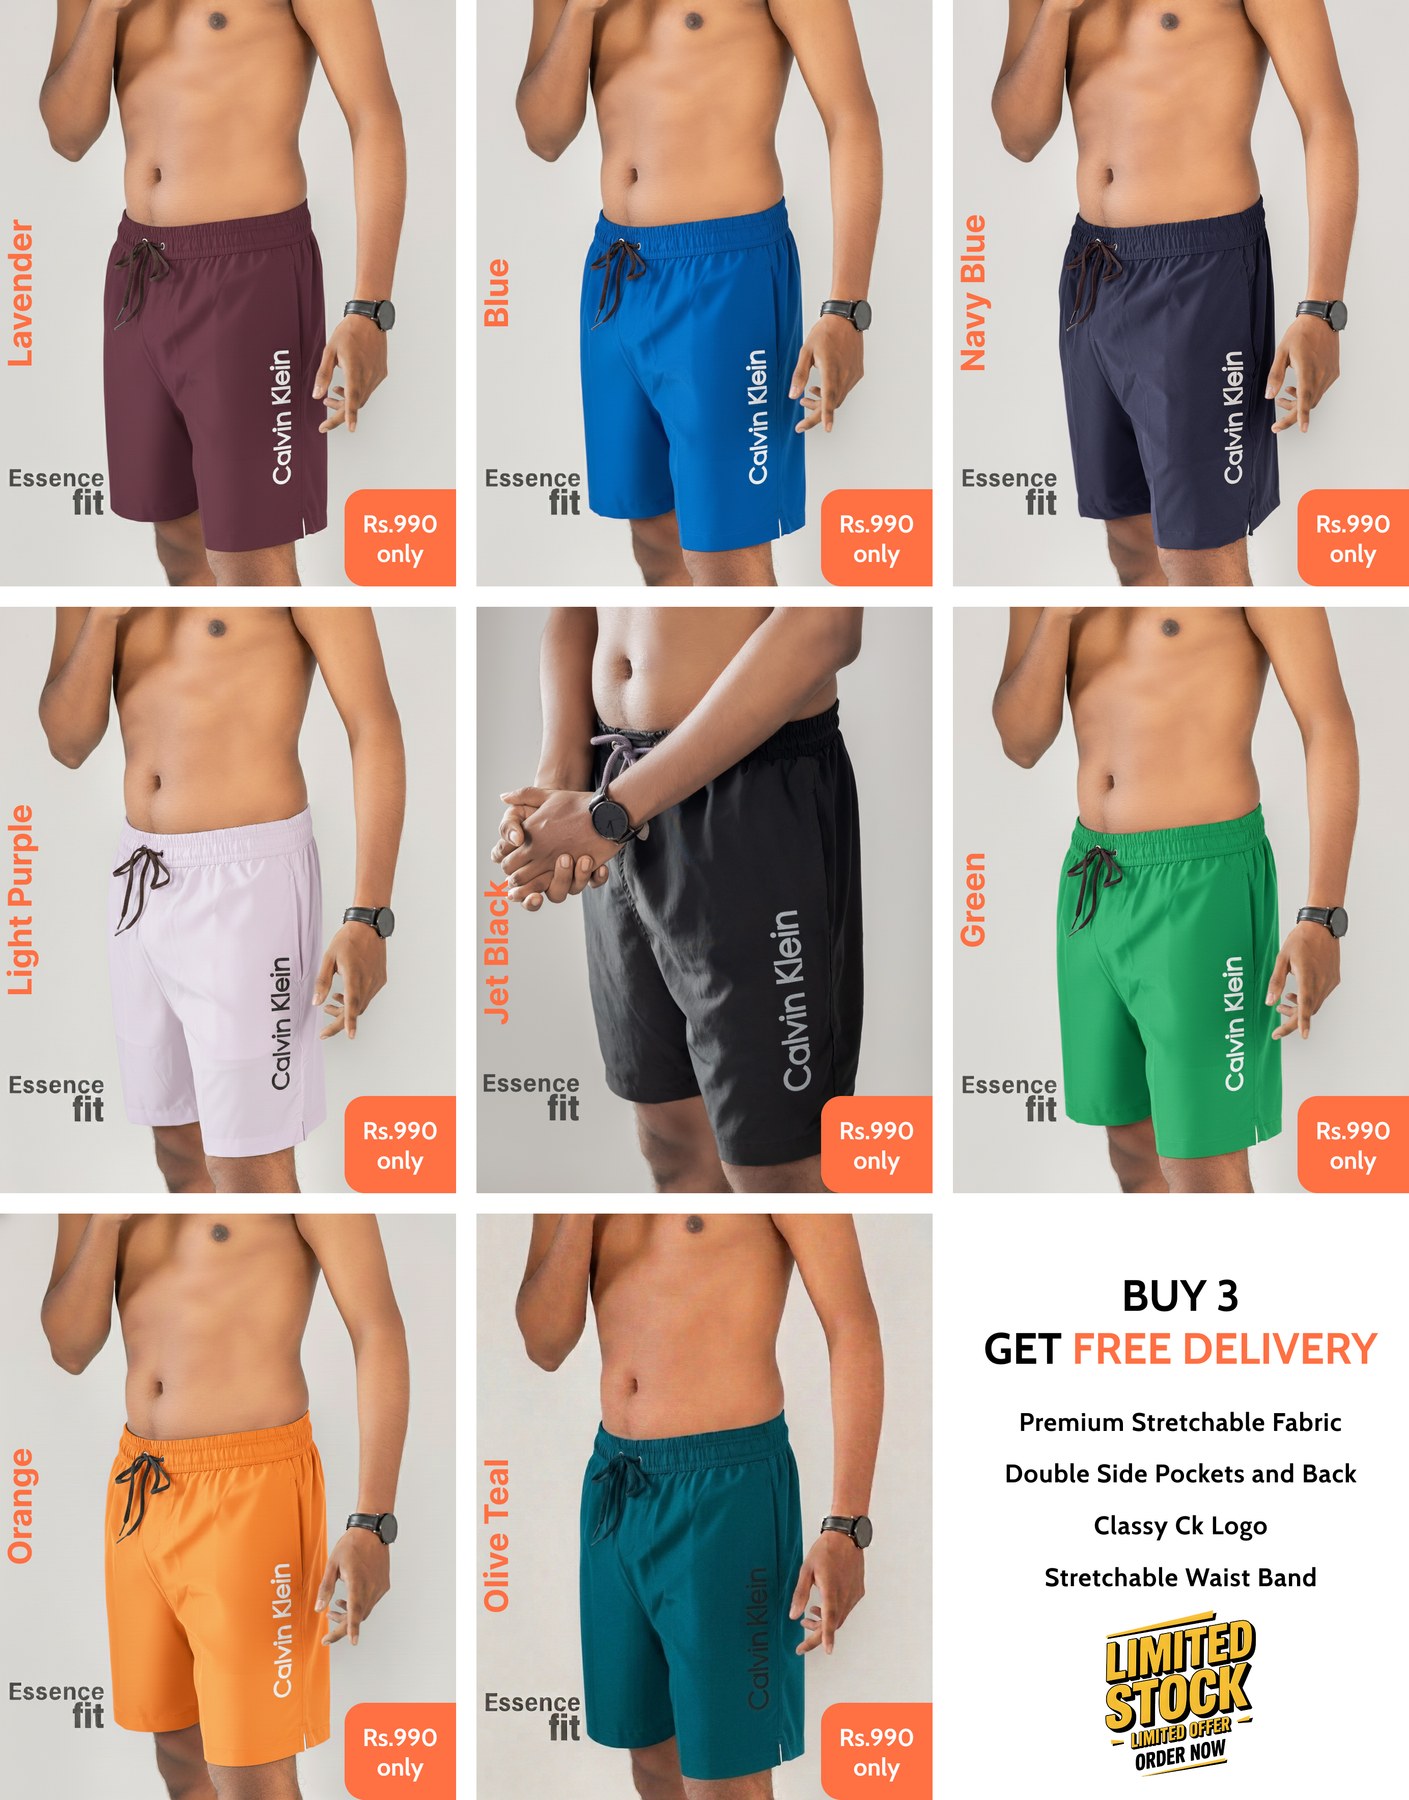 Lavender
Calvin Klein
Essence
fit
Rs.990
only
Blue
Calvin Klein
Essence
fit
Rs.990
only
Navy Blue
Calvin Klein
Essence
fit
Rs.990
only
Light Purple
Calvin Klein
Essence
fit
Rs.990
only
Jet Black
Calvin Klein
Essence
fit
Rs.990
only
Green
Calvin Klein
Essence
fit
Rs.990
only
Orange
Calvin Klein
Essence
fit
Rs.990
only
Olive Teal
Calvin Klein
Essence
fit
Rs.990
only
BUY 3
GET FREE DELIVERY
Premium Stretchable Fabric
Double Side Pockets and Back
Classy Ck Logo
Stretchable Waist Band
LIMITED
STOCK
LIMITED OFFER
ORDER NOW